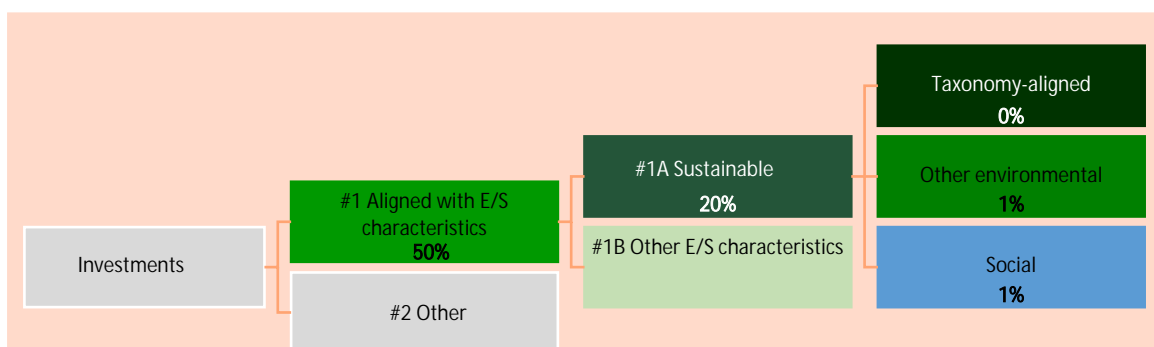 Investments
#1 Aligned with E/S
characteristics
50%
#2 Other
#1A Sustainable
20%
#1B Other E/S characteristics
Taxonomy-aligned
0%
Other environmental
1%
Social
1%